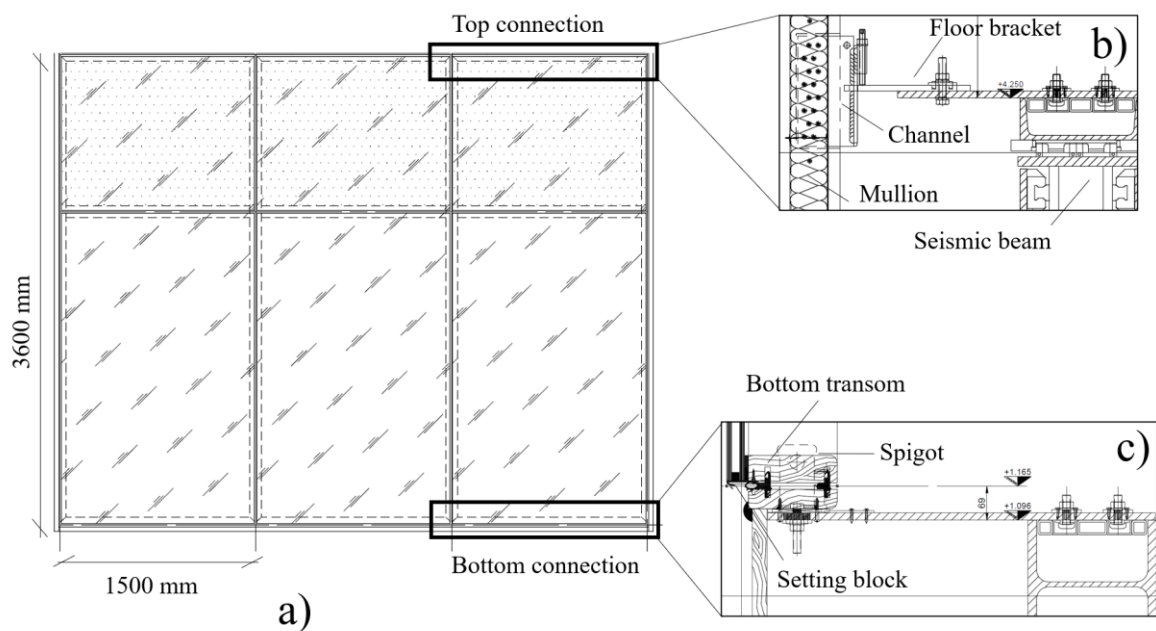 Top connection
3600 mm
1500 mm
Bottom connection
a)
b)
Floor bracket
+4.250
Channel
Mullion
Seismic beam
c)
Bottom transom
Spigot
+1.165
69
+1.096
Setting block